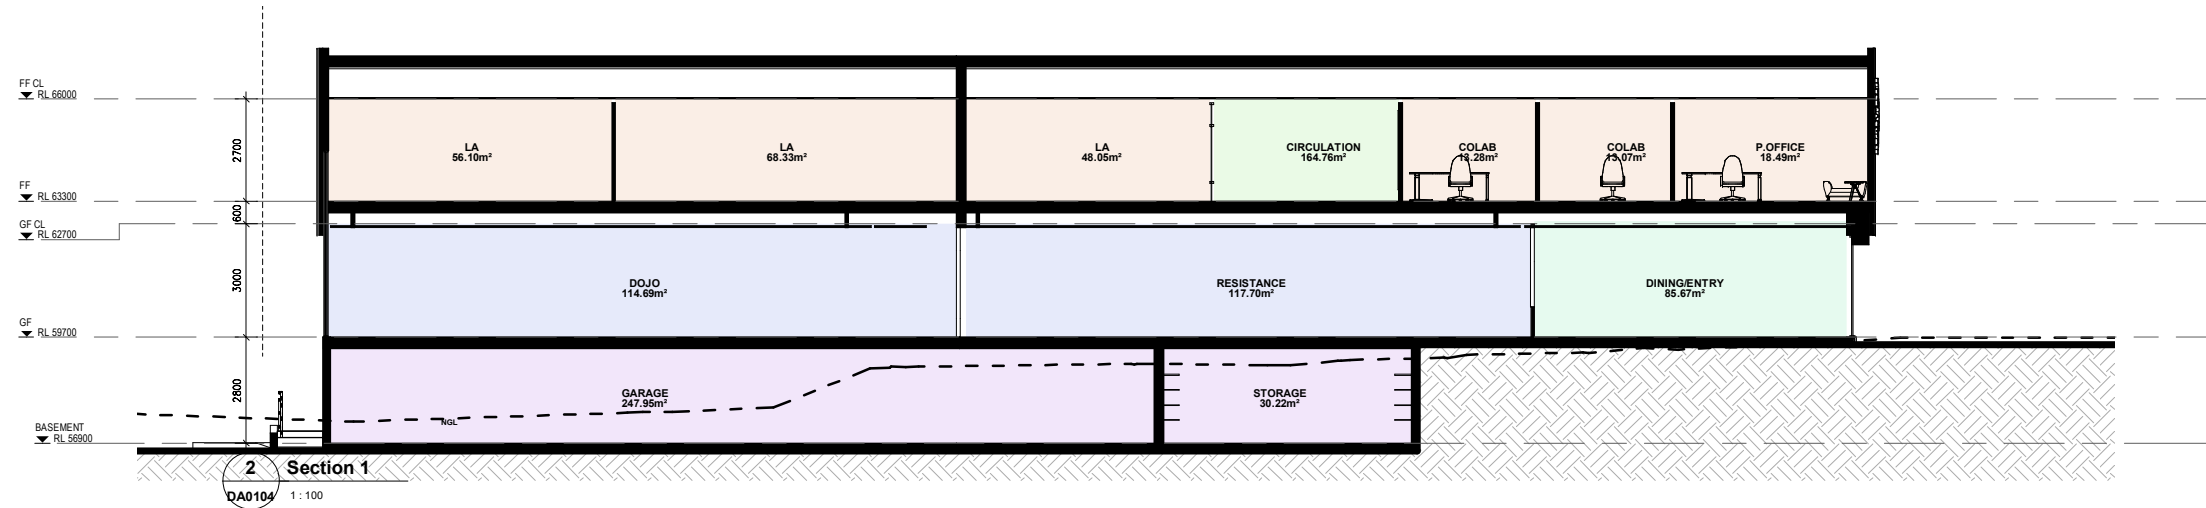 FF CL
RL 66000
2700
LA
56.10m²
LA
68.33m²
LA
48.05m²
CIRCULATION
164.76m²
COLAB
13.28m²
COLAB
13.07m²
P.OFFICE
18.49m²
FF
RL 63300
600
GF CL
RL 62700
3000
DOJO
114.69m²
RESISTANCE
117.70m²
DINING/ENTRY
85.67m²
GF
RL 59700
2800
GARAGE
247.95m²
STORAGE
30.22m²
NGL
BASEMENT
RL 56900
2 Section 1
DA0104 1 : 100